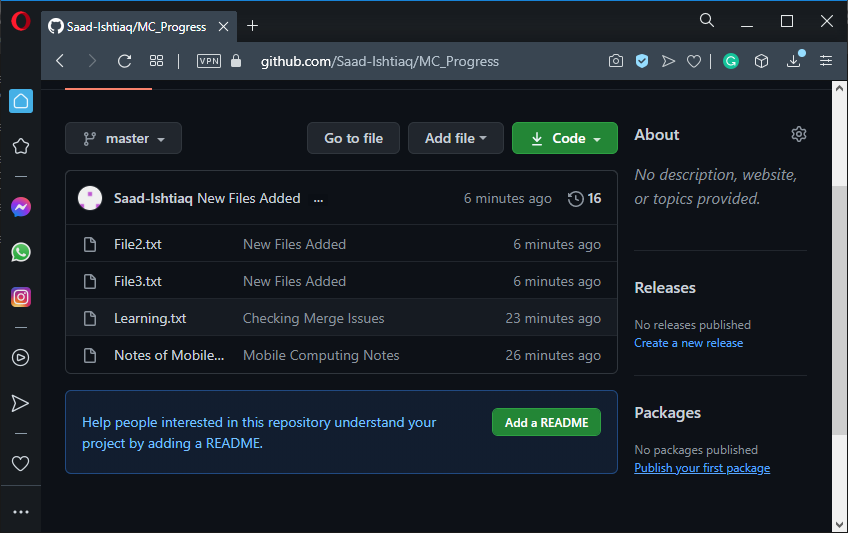 Saad-Ishtiaq/MC_Progress
VPN
github.com/Saad-Ishtiaq/MC_Progress
master
Go to file
Add file
Code
About
No description, website,
or topics provided.
Saad-Ishtiaq New Files Added ... 6 minutes ago 16
File2.txt New Files Added 6 minutes ago
File3.txt New Files Added 6 minutes ago
Learning.txt Checking Merge Issues 23 minutes ago
Notes of Mobile... Mobile Computing Notes 26 minutes ago
Releases
No releases published
Create a new release
Help people interested in this repository understand your
project by adding a README.
Add a README
Packages
No packages published
Publish your first package